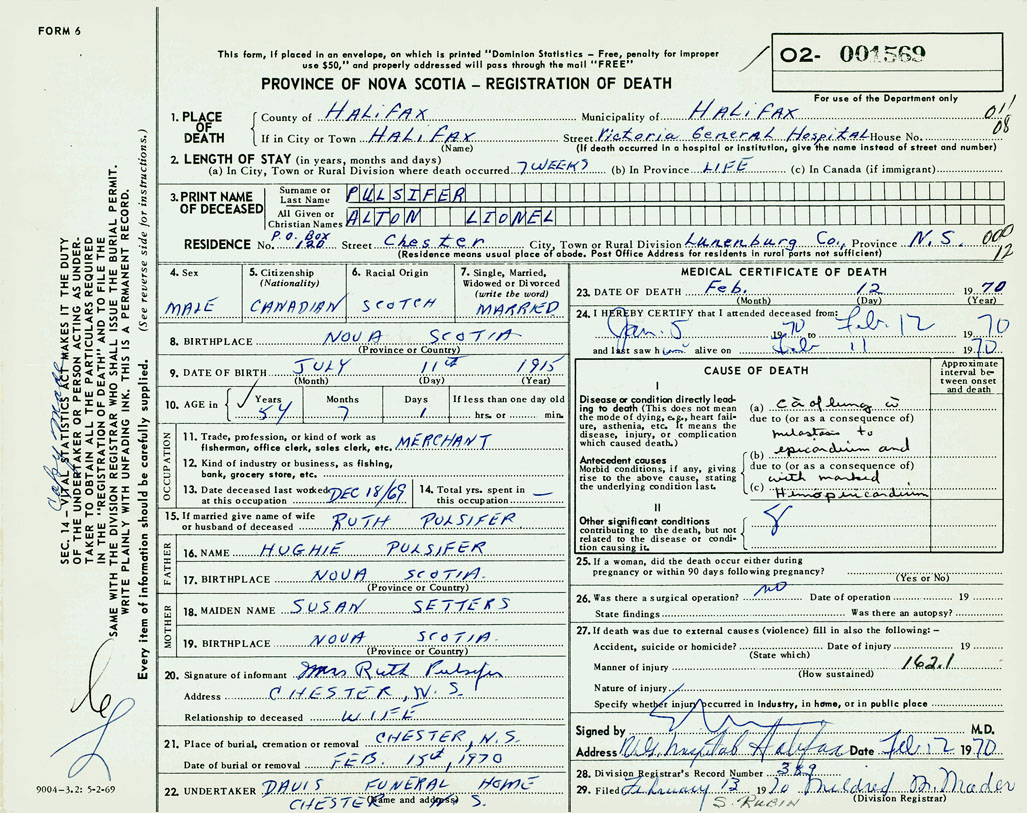 FORM 6
This form, if placed in an envelope, on which is printed "Dominion Statistics – Free, penalty for improper
use $50," and properly addressed will pass through the mail "FREE"
PROVINCE OF NOVA SCOTIA – REGISTRATION OF DEATH
O2- 001569
For use of the Department only
1. PLACE OF DEATH
County of HALIFAX Municipality of HALIFAX 011
If in City or Town HALIFAX Street Victoria General Hospital House No. 08
(Name) (If death occurred in a hospital or institution, give the name instead of street and number)
2. LENGTH OF STAY (in years, months and days)
(a) In City, Town or Rural Division where death occurred 7 WEEKS (b) In Province LIFE (c) In Canada (if immigrant)
3. PRINT NAME OF DECEASED
Surname or Last Name PULSIFER
All Given or Christian Names ALTON LIONEL
RESIDENCE No. P.O. Box 120 Street Chester City, Town or Rural Division Lunenburg Co., Province N.S. 000
(Residence means usual place of abode. Post Office Address for residents in rural parts not sufficient) 12
4. Sex MALE
5. Citizenship (Nationality) CANADIAN
6. Racial Origin SCOTCH
7. Single, Married, Widowed or Divorced (write the word) MARRIED
8. BIRTHPLACE NOVA SCOTIA
(Province or Country)
9. DATE OF BIRTH JULY 11th 1915
(Month) (Day) (Year)
10. AGE in Years 54 Months 7 Days 1 If less than one day old hrs. or min.
OCCUPATION
11. Trade, profession, or kind of work as
fisherman, office clerk, sales clerk, etc. MERCHANT
12. Kind of industry or business, as fishing,
bank, grocery store, etc.
13. Date deceased last worked at this occupation DEC 18/69
14. Total yrs. spent in this occupation —
15. If married give name of wife
or husband of deceased RUTH PULSIFER
FATHER
16. NAME HUGHIE PULSIFER
17. BIRTHPLACE NOVA SCOTIA.
(Province or Country)
MOTHER
18. MAIDEN NAME SUSAN SETTERS
19. BIRTHPLACE NOVA SCOTIA.
(Province or Country)
20. Signature of informant Mrs Ruth Pulsifer
Address CHESTER, N.S.
Relationship to deceased WIFE
21. Place of burial, cremation or removal CHESTER, N.S.
Date of burial or removal FEB. 15th, 1970
22. UNDERTAKER DAVIS FUNERAL HOME
CHESTER N.S.
(Name and address)
MEDICAL CERTIFICATE OF DEATH
23. DATE OF DEATH Feb. 12 1970
(Month) (Day) (Year)
24. I HEREBY CERTIFY that I attended deceased from:
Jan. 5 1970 to Feb 12 1970
and last saw him alive on Feb 11 1970
CAUSE OF DEATH
Approximate interval between onset and death
I
Disease or condition directly leading to death (This does not mean the mode of dying, e.g., heart failure, asthenia, etc. It means the disease, injury, or complication which caused death.)
(a) Ca of lung c̄
due to (or as a consequence of)
metastasis to
Antecedent causes
Morbid conditions, if any, giving rise to the above cause, stating the underlying condition last.
(b) epicardium and
due to (or as a consequence of)
with marked
(c) Hemopericardium
II
Other significant conditions
contributing to the death, but not related to the disease or condition causing it.
25. If a woman, did the death occur either during
pregnancy or within 90 days following pregnancy?
(Yes or No)
26. Was there a surgical operation? no Date of operation 19
State findings Was there an autopsy?
27. If death was due to external causes (violence) fill in also the following: –
Accident, suicide or homicide? Date of injury 19
(State which)
Manner of injury 162.1
(How sustained)
Nature of injury
Specify whether injury occurred in industry, in home, or in public place
Signed by M.D.
Address V.G. Hospital Halifax Date Feb 12 1970
28. Division Registrar's Record Number 389
29. Filed February 13 1970 Mildred M. Mader
S. RUBIN (Division Registrar)
copy made
SEC. 14 – VITAL STATISTICS ACT MAKES IT THE DUTY
OF THE UNDERTAKER OR PERSON ACTING AS UNDER-
TAKER TO OBTAIN ALL THE PARTICULARS REQUIRED
IN THE "REGISTRATION OF DEATH" AND TO FILE THE
SAME WITH THE DIVISION REGISTRAR WHO SHALL ISSUE THE BURIAL PERMIT.
WRITE PLAINLY WITH UNFADING INK. THIS IS A PERMANENT RECORD.
Every item of information should be carefully supplied. (See reverse side for instructions.)
9004-3.2: 5-2-69